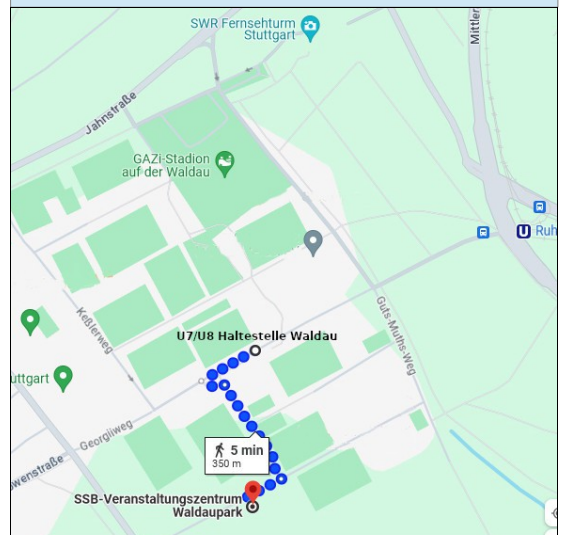 SWR Fernsehturm
Stuttgart
Mittler
Jahnstraße
GAZi-Stadion
auf der Waldau
U
Ruh
Keßlerweg
Guts-Muths-Weg
U7/U8 Haltestelle Waldau
uttgart
Georgiiweg
5 min
350 m
öwenstraße
SSB-Veranstaltungszentrum
Waldaupark